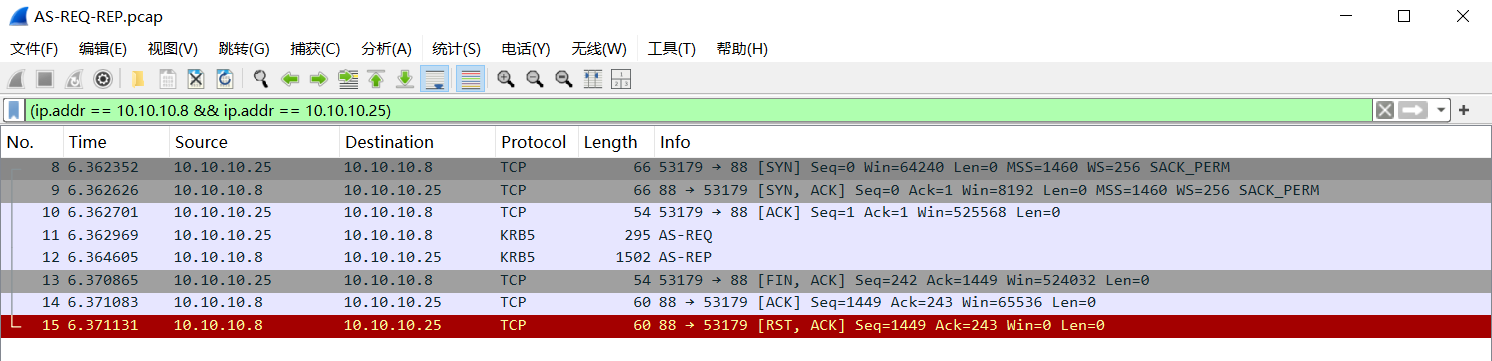 AS-REQ-REP.pcap
文件(F) 编辑(E) 视图(V) 跳转(G) 捕获(C) 分析(A) 统计(S) 电话(Y) 无线(W) 工具(T) 帮助(H)
(ip.addr == 10.10.10.8 && ip.addr == 10.10.10.25)
No. Time Source Destination Protocol Length Info
8 6.362352 10.10.10.25 10.10.10.8 TCP 66 53179 → 88 [SYN] Seq=0 Win=64240 Len=0 MSS=1460 WS=256 SACK_PERM
9 6.362626 10.10.10.8 10.10.10.25 TCP 66 88 → 53179 [SYN, ACK] Seq=0 Ack=1 Win=8192 Len=0 MSS=1460 WS=256 SACK_PERM
10 6.362701 10.10.10.25 10.10.10.8 TCP 54 53179 → 88 [ACK] Seq=1 Ack=1 Win=525568 Len=0
11 6.362969 10.10.10.25 10.10.10.8 KRB5 295 AS-REQ
12 6.364605 10.10.10.8 10.10.10.25 KRB5 1502 AS-REP
13 6.370865 10.10.10.25 10.10.10.8 TCP 54 53179 → 88 [FIN, ACK] Seq=242 Ack=1449 Win=524032 Len=0
14 6.371083 10.10.10.8 10.10.10.25 TCP 60 88 → 53179 [ACK] Seq=1449 Ack=243 Win=65536 Len=0
15 6.371131 10.10.10.8 10.10.10.25 TCP 60 88 → 53179 [RST, ACK] Seq=1449 Ack=243 Win=0 Len=0